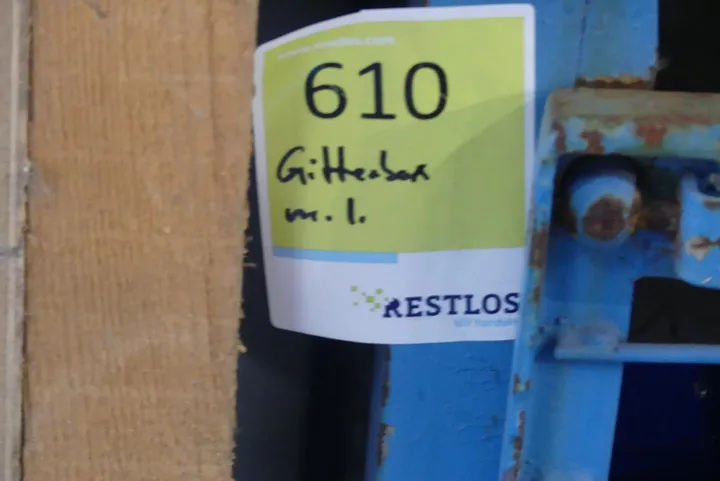 610
Gitterbox
m. I.
RESTLOS